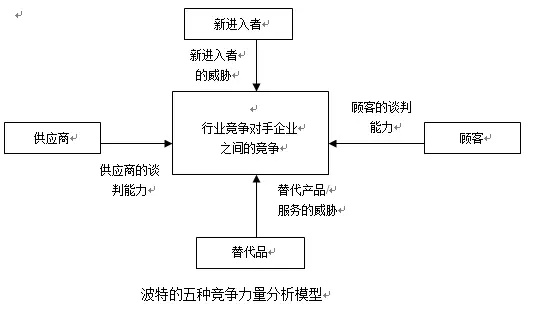 新进入者
新进入者
的威胁
行业竞争对手企业
之间的竞争
顾客的谈判
能力
供应商
顾客
供应商的谈
判能力
替代产品/
服务的威胁
替代品
波特的五种竞争力量分析模型